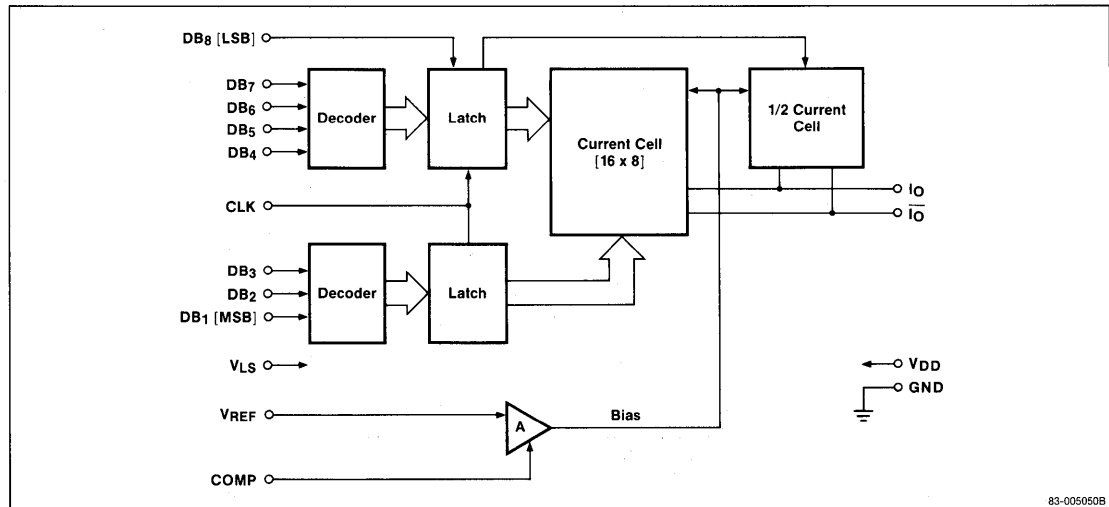 DB8 [LSB]
DB7
DB6
DB5
DB4
Decoder
Latch
Current Cell
[16 x 8]
1/2 Current
Cell
IO
I̅O̅
CLK
DB3
DB2
DB1 [MSB]
Decoder
Latch
VLS
VDD
GND
VREF
A
Bias
COMP
83-005050B